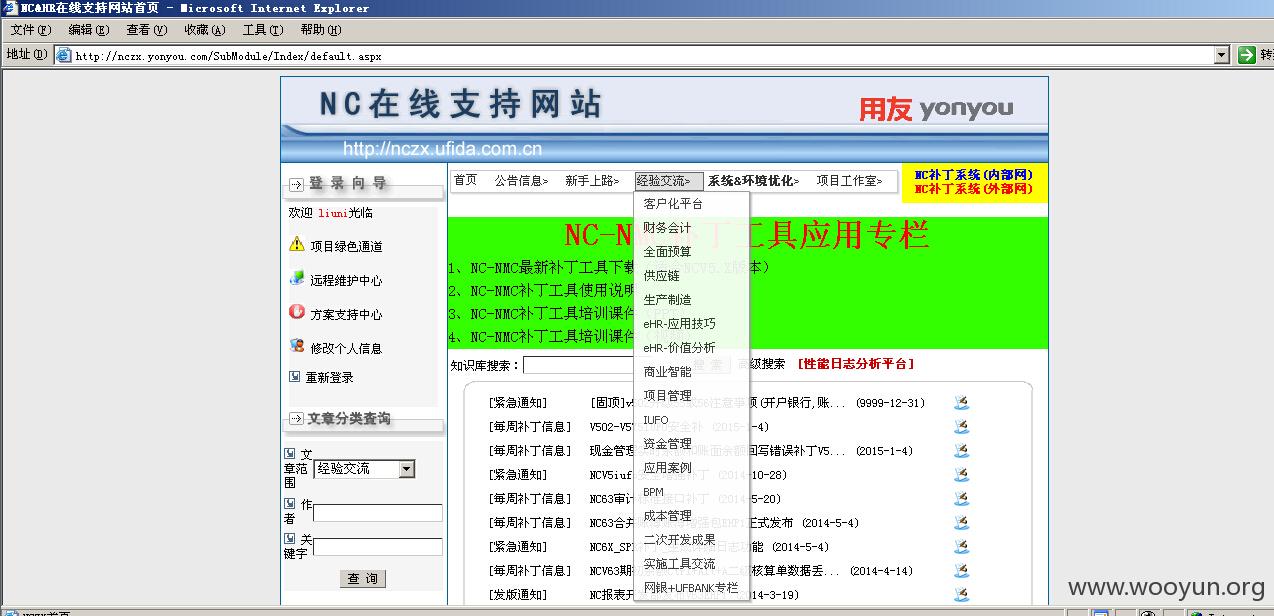 NC&HR在线支持网站首页 - Microsoft Internet Explorer
文件(F) 编辑(E) 查看(V) 收藏(A) 工具(T) 帮助(H)
地址(D) http://nczx.yonyou.com/SubModule/Index/default.aspx 转
NC在线支持网站
用友 yonyou
http://nczx.ufida.com.cn
登录向导
欢迎 liuni光临
项目绿色通道
远程维护中心
方案支持中心
修改个人信息
重新登录
文章分类查询
文章范围 经验交流
作者
关键字
查 询
首页 公告信息> 新手上路> 经验交流> 系统&环境优化> 项目工作室>
NC补丁系统(内部网)
NC补丁系统(外部网)
客户化平台
财务会计
全面预算
供应链
生产制造
eHR-应用技巧
eHR-价值分析
商业智能
项目管理
IUFO
资金管理
应用案例
BPM
成本管理
二次开发成果
实施工具交流
网银+UFBANK专栏
NC-N 丁工具应用专栏
1、NC-NMC最新补丁工具下载 NCV5.X版本)
2、NC-NMC补丁工具使用说明
3、NC-NMC补丁工具培训课件
4、NC-NMC补丁工具培训课件
知识库搜索: 搜 索 高级搜索 [性能日志分析平台]
[紧急通知] [固顶]v5 56注意事项(开户银行,账... (9999-12-31)
[每周补丁信息] V502-V5 安全补 (2015-1-4)
[每周补丁信息] 现金管理 账面余额回写错误补丁V5... (2015-1-4)
[紧急通知] NCV5iuf 补丁 (2014-10-28)
[每周补丁信息] NC63审计 接口补丁 (2014-5-20)
[每周补丁信息] NC63合并 增强包EHP1正式发布 (2014-5-4)
[紧急通知] NC6X_SP 日志功能 (2014-5-4)
[每周补丁信息] NCV63期初 核算单数据丢... (2014-4-14)
[发版通知] NC报表开 2014-3-19)
www.wooyun.org